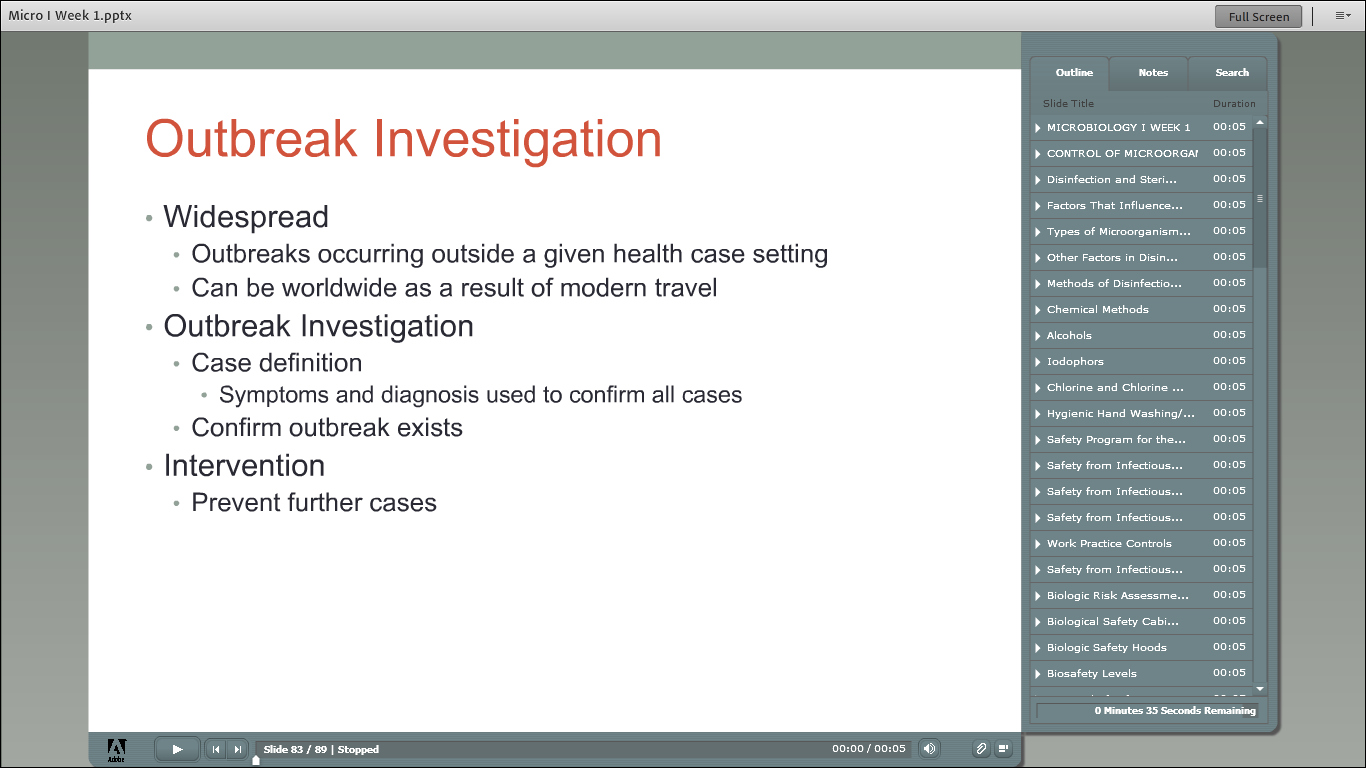 Micro I Week 1.pptx
Full Screen
Outbreak Investigation
• Widespread
• Outbreaks occurring outside a given health case setting
• Can be worldwide as a result of modern travel
• Outbreak Investigation
• Case definition
• Symptoms and diagnosis used to confirm all cases
• Confirm outbreak exists
• Intervention
• Prevent further cases
Outline Notes Search
Slide Title Duration
MICROBIOLOGY I WEEK 1 00:05
CONTROL OF MICROORGAN 00:05
Disinfection and Steri... 00:05
Factors That Influence... 00:05
Types of Microorganism... 00:05
Other Factors in Disin... 00:05
Methods of Disinfectio... 00:05
Chemical Methods 00:05
Alcohols 00:05
Iodophors 00:05
Chlorine and Chlorine ... 00:05
Hygienic Hand Washing/... 00:05
Safety Program for the... 00:05
Safety from Infectious... 00:05
Safety from Infectious... 00:05
Safety from Infectious... 00:05
Work Practice Controls 00:05
Safety from Infectious... 00:05
Biologic Risk Assessme... 00:05
Biological Safety Cabi... 00:05
Biologic Safety Hoods 00:05
Biosafety Levels 00:05
0 Minutes 35 Seconds Remaining
Adobe
Slide 83 / 89 | Stopped
00:00 / 00:05